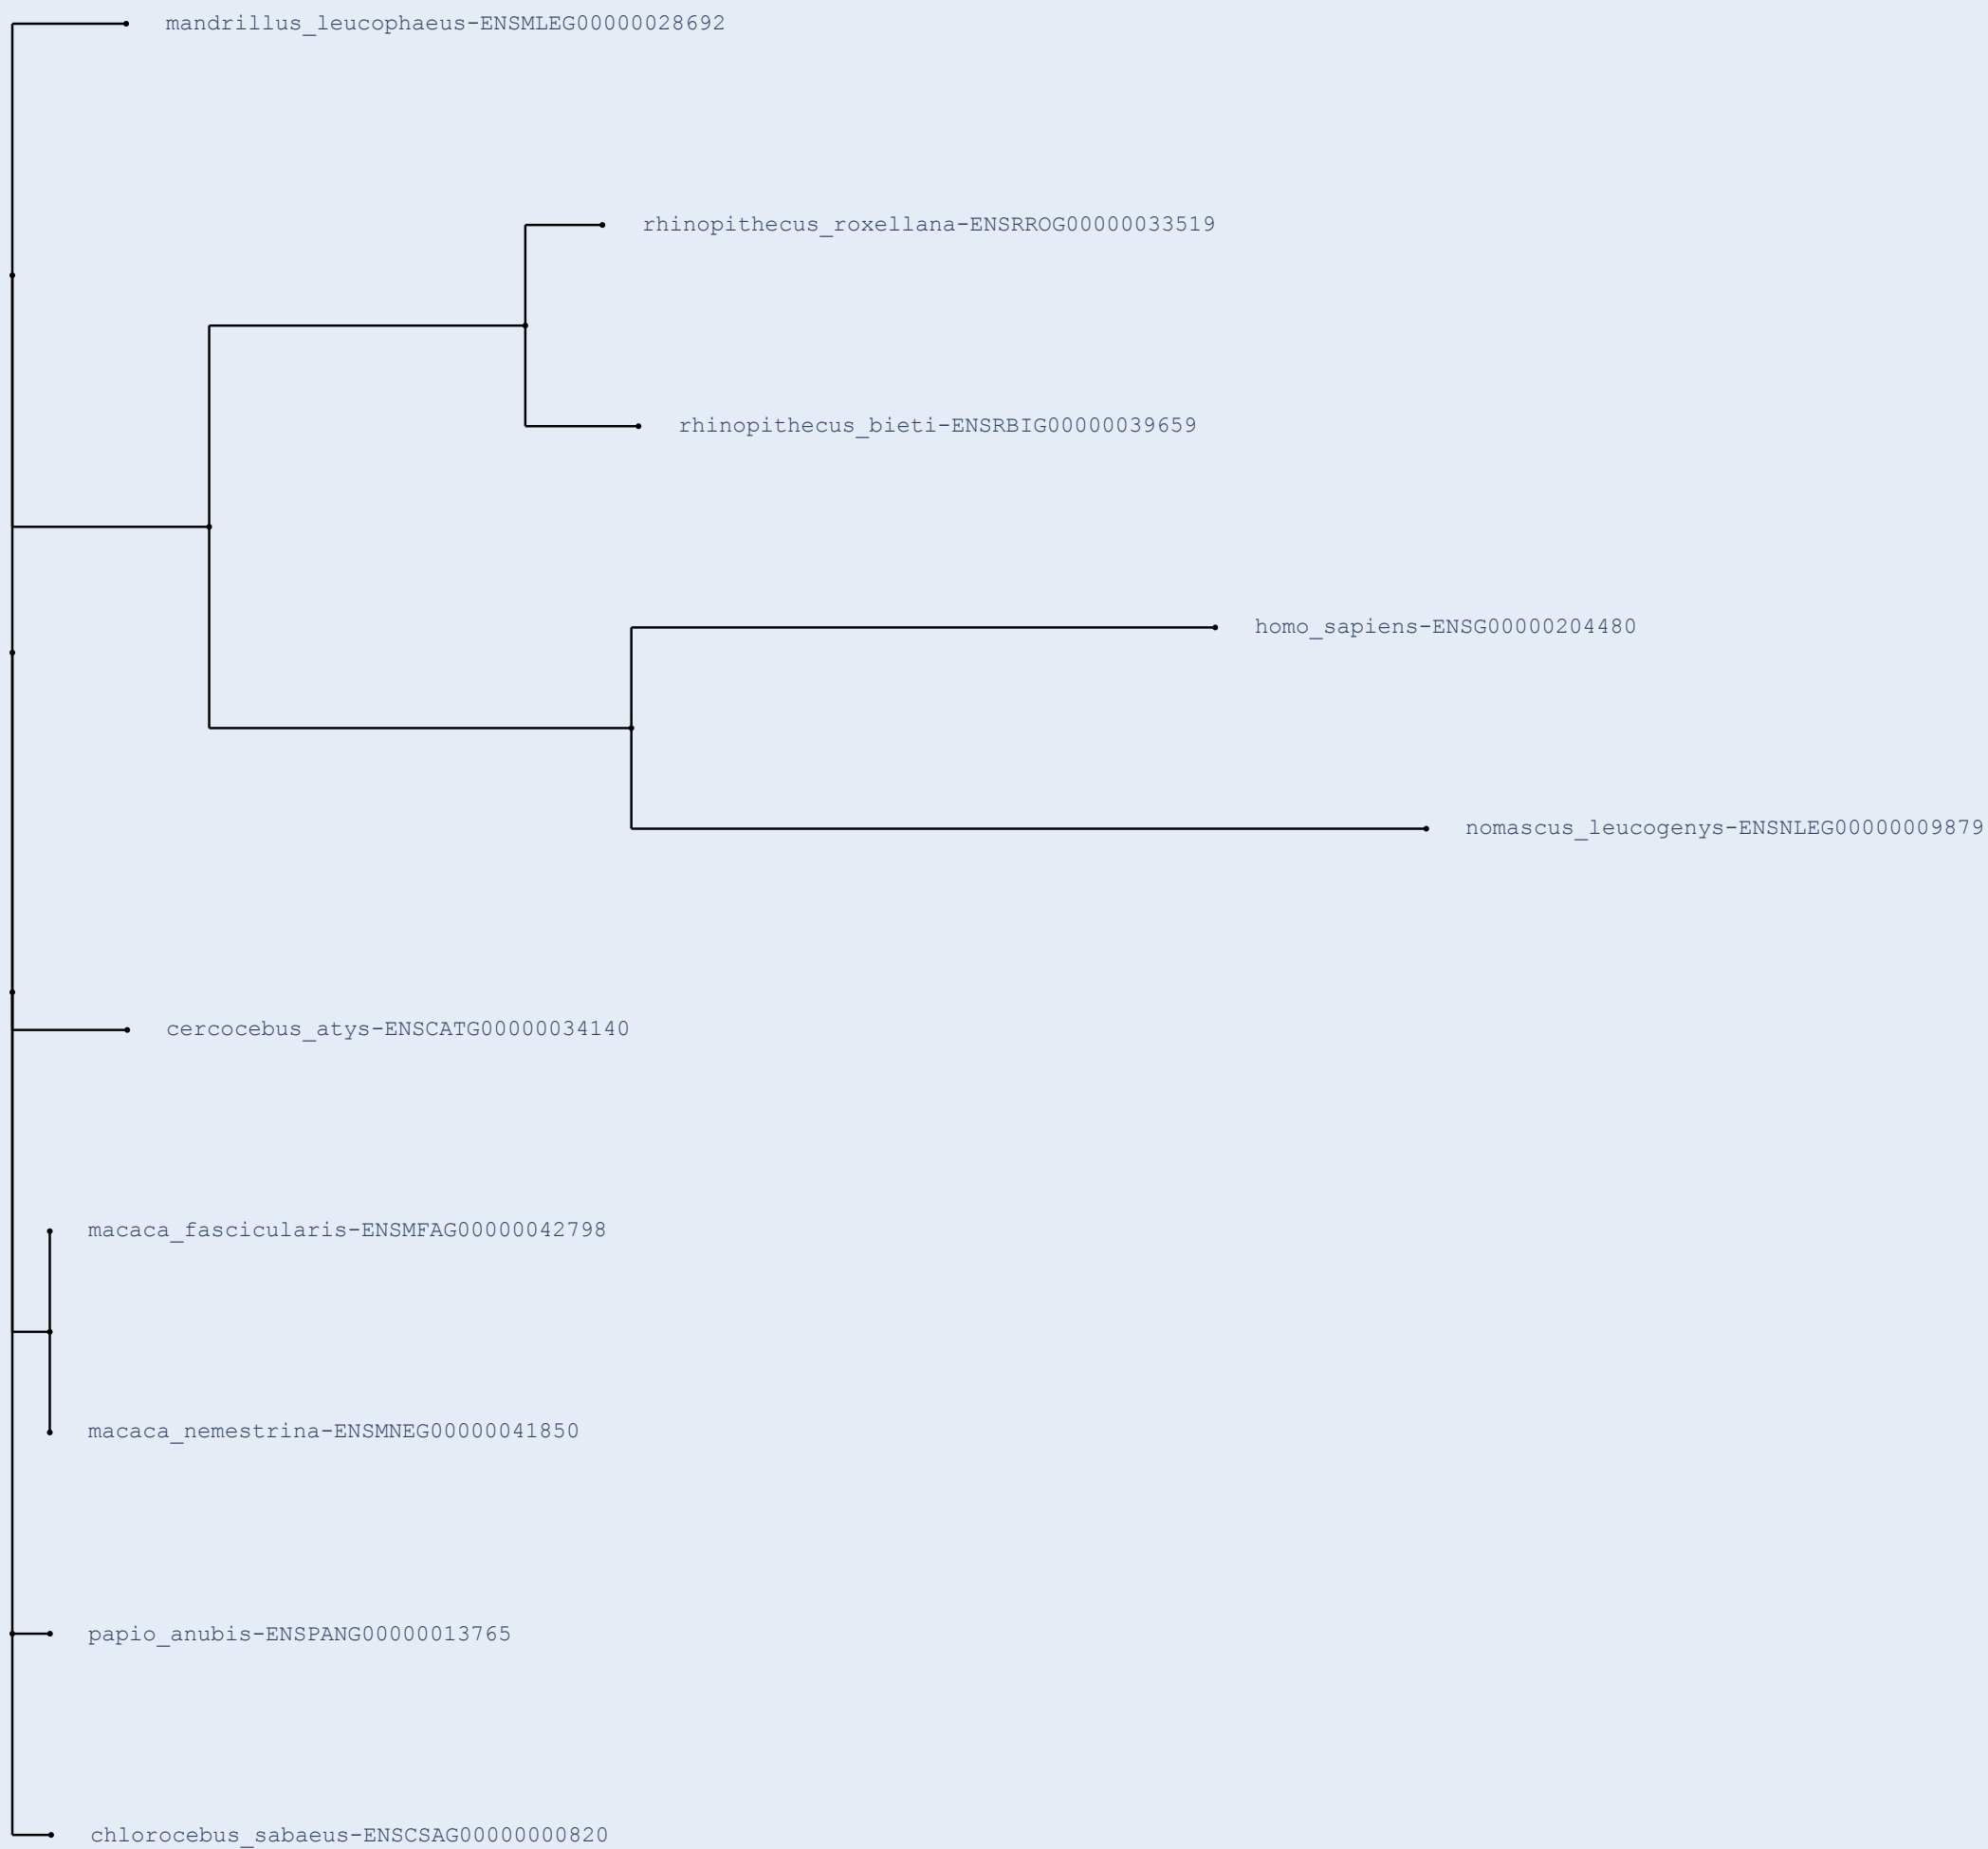 mandrillus_leucophaeus-ENSMLEG00000028692
rhinopithecus_roxellana-ENSRROG00000033519
rhinopithecus_bieti-ENSRBIG00000039659
homo_sapiens-ENSG00000204480
nomascus_leucogenys-ENSNLEG00000009879
cercocebus_atys-ENSCATG00000034140
macaca_fascicularis-ENSMFAG00000042798
macaca_nemestrina-ENSMNEG00000041850
papio_anubis-ENSPANG00000013765
chlorocebus_sabaeus-ENSCSAG00000000820